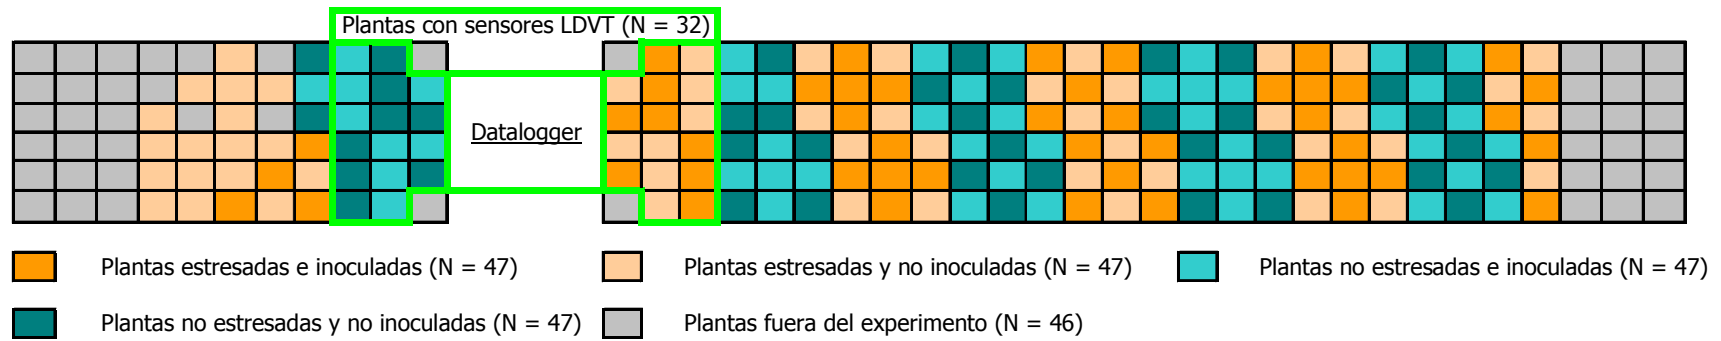 Plantas con sensores LDVT (N = 32)
Datalogger
Plantas estresadas e inoculadas (N = 47)
Plantas estresadas y no inoculadas (N = 47)
Plantas no estresadas e inoculadas (N = 47)
Plantas no estresadas y no inoculadas (N = 47)
Plantas fuera del experimento (N = 46)